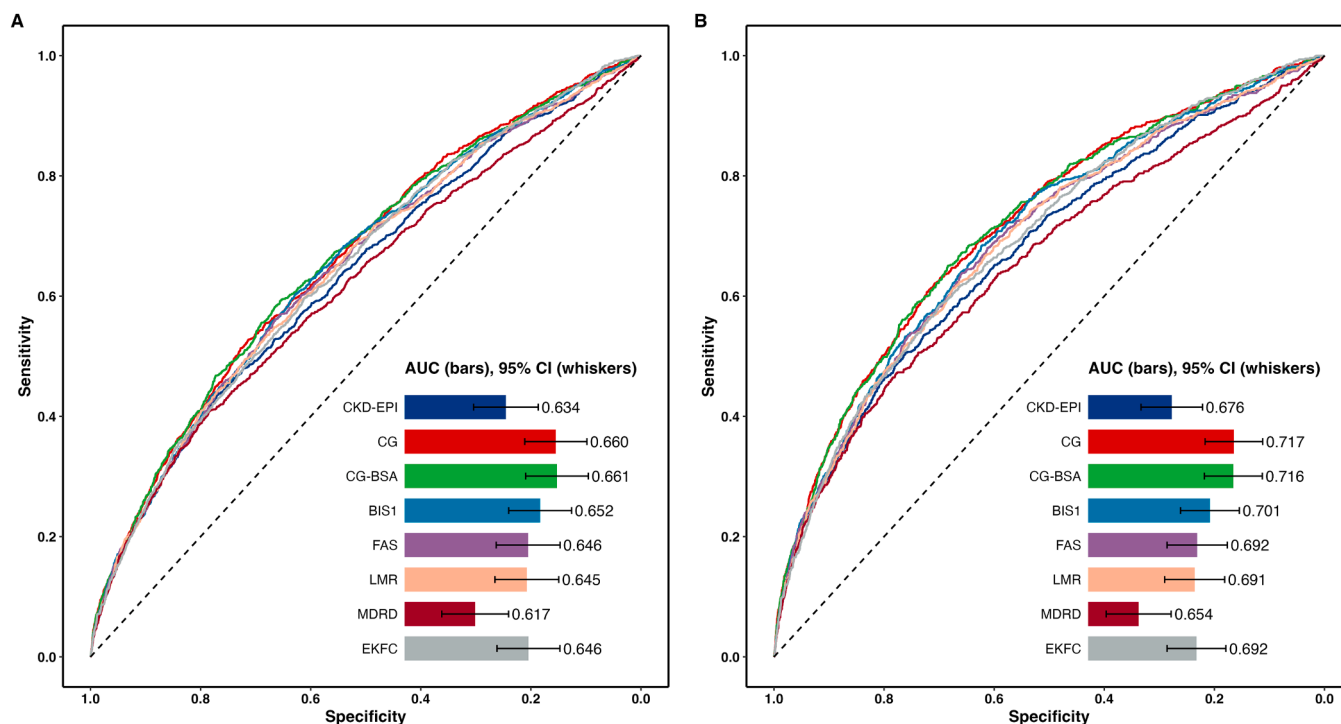 A
1.0
0.8
0.6
0.4
0.2
0.0
Sensitivity
AUC (bars), 95% CI (whiskers)
CKD-EPI 0.634
CG 0.660
CG-BSA 0.661
BIS1 0.652
FAS 0.646
LMR 0.645
MDRD 0.617
EKFC 0.646
1.0 0.8 0.6 0.4 0.2 0.0
Specificity
B
1.0
0.8
0.6
0.4
0.2
0.0
Sensitivity
AUC (bars), 95% CI (whiskers)
CKD-EPI 0.676
CG 0.717
CG-BSA 0.716
BIS1 0.701
FAS 0.692
LMR 0.691
MDRD 0.654
EKFC 0.692
1.0 0.8 0.6 0.4 0.2 0.0
Specificity